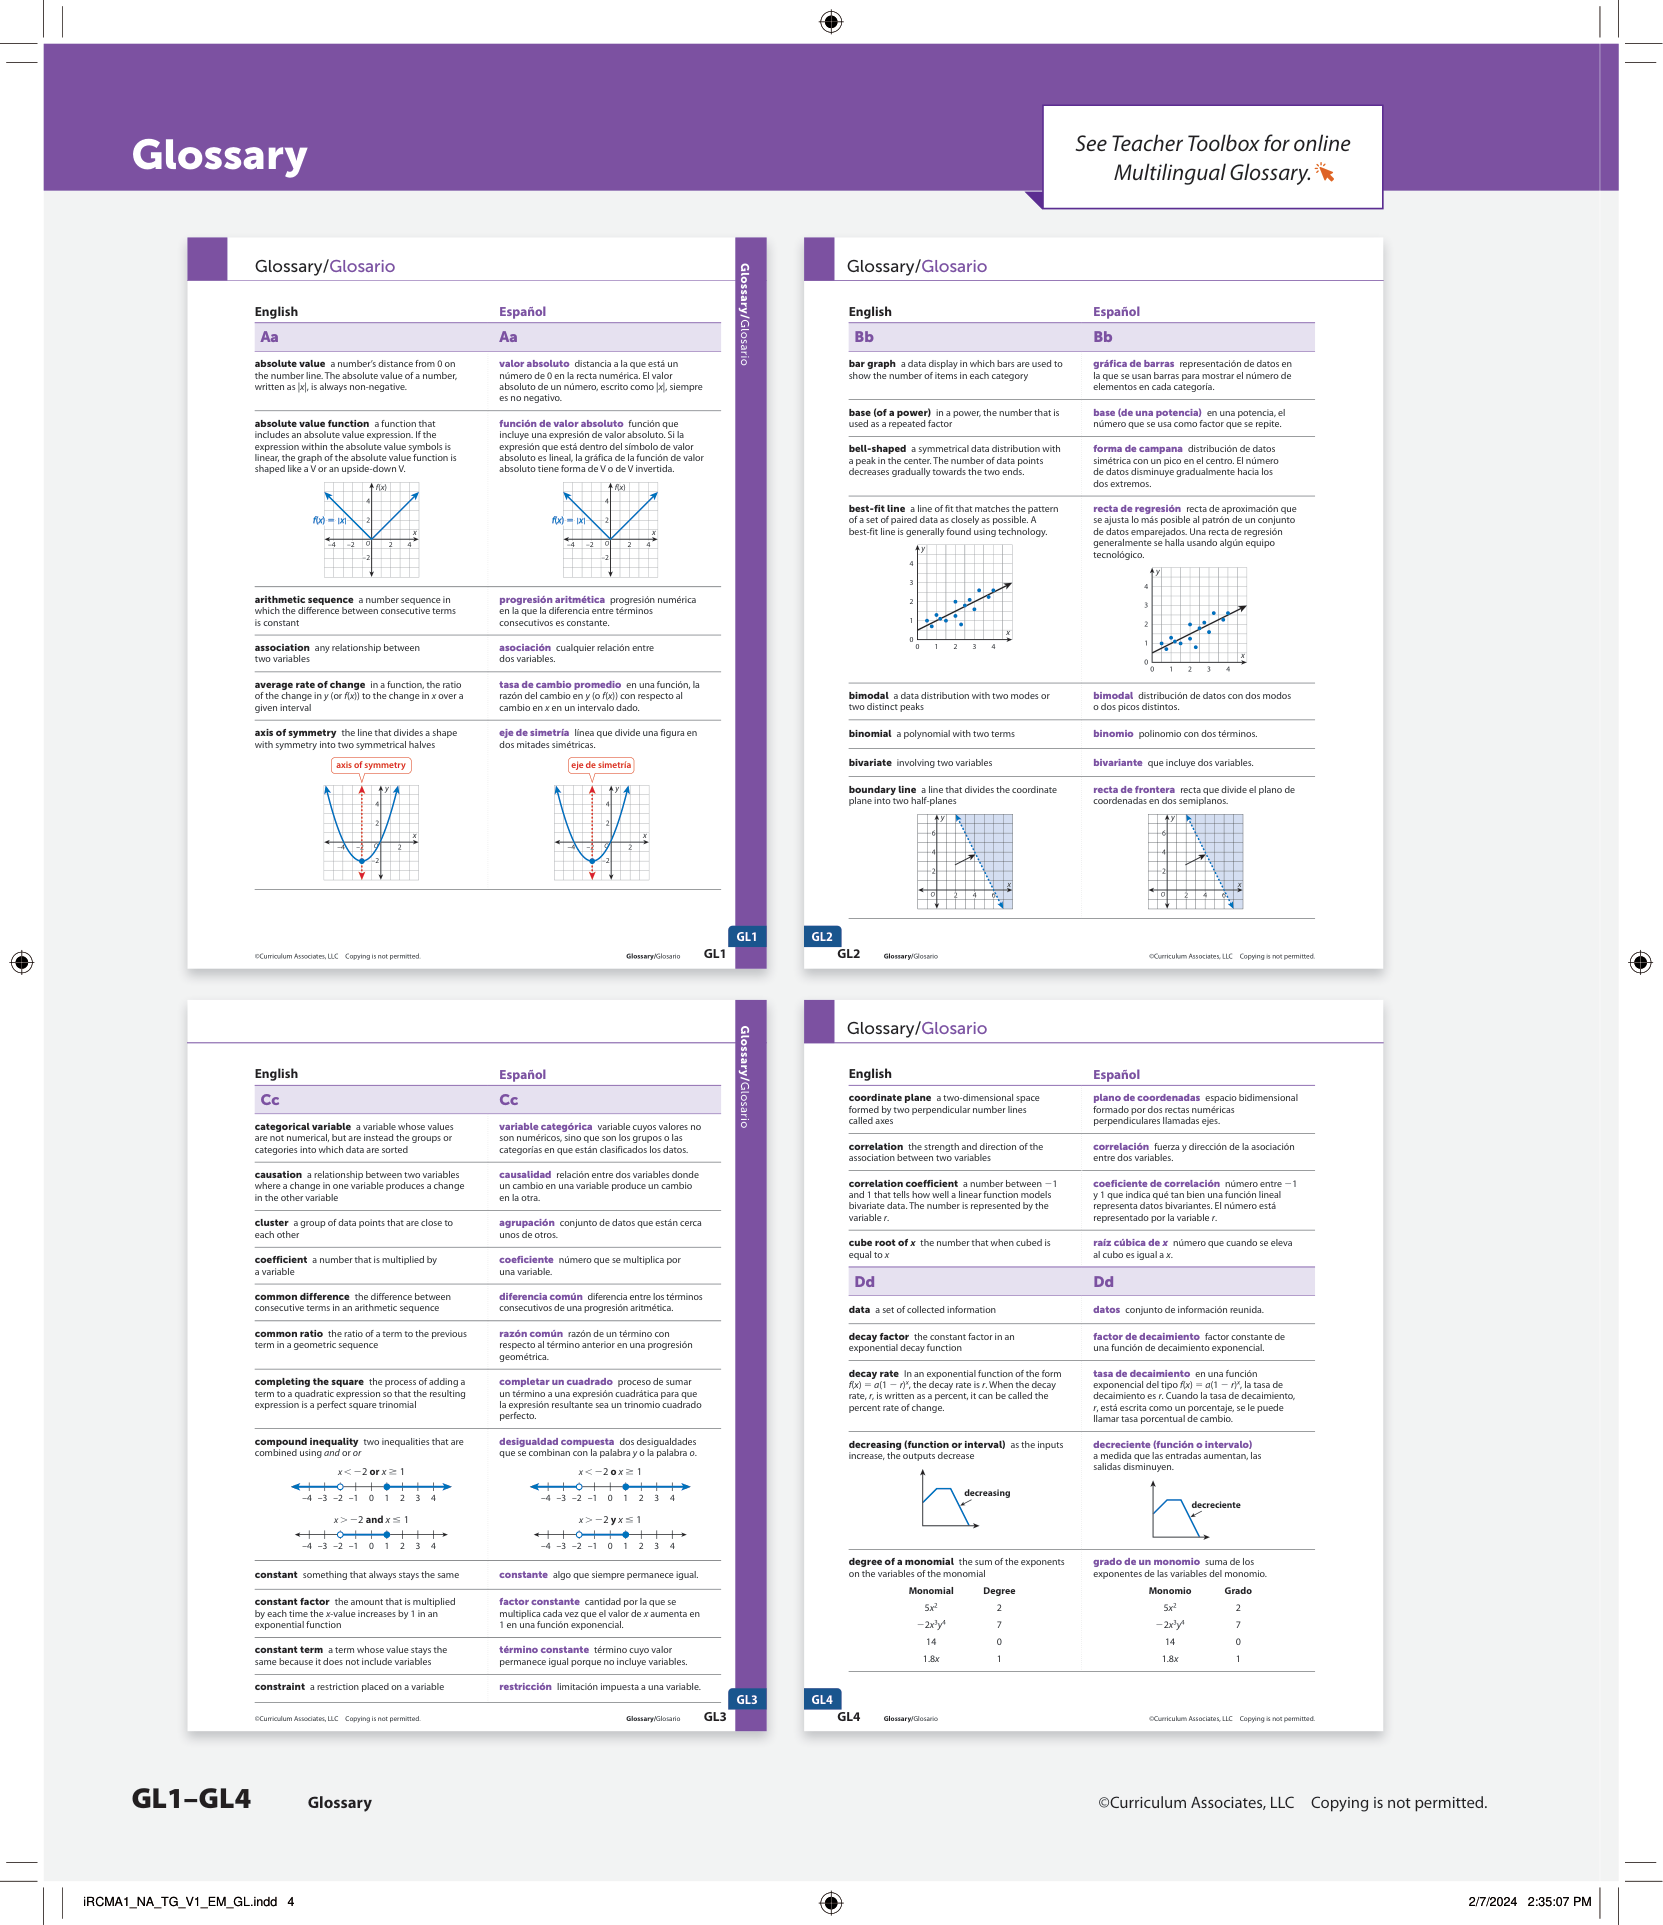 Glossary
See Teacher Toolbox for online
Multilingual Glossary.
Glossary/Glosario
Glossary/Glosario
English Español
Aa Aa
absolute value a number's distance from 0 on
the number line. The absolute value of a number,
written as |x|, is always non-negative.
valor absoluto distancia a la que está un
número de 0 en la recta numérica. El valor
absoluto de un número, escrito como |x|, siempre
es no negativo.
absolute value function a function that
includes an absolute value expression. If the
expression within the absolute value symbols is
linear, the graph of the absolute value function is
shaped like a V or an upside-down V.
f(x)
4
f(x) = |x|
2
x
–4 –2 0 2 4
–2
función de valor absoluto función que
incluye una expresión de valor absoluto. Si la
expresión que está dentro del símbolo de valor
absoluto es lineal, la gráfica de la función de valor
absoluto tiene forma de V o de V invertida.
f(x)
4
f(x) = |x|
2
x
–4 –2 0 2 4
–2
arithmetic sequence a number sequence in
which the difference between consecutive terms
is constant
progresión aritmética progresión numérica
en la que la diferencia entre términos
consecutivos es constante.
association any relationship between
two variables
asociación cualquier relación entre
dos variables.
average rate of change in a function, the ratio
of the change in y (or f(x)) to the change in x over a
given interval
tasa de cambio promedio en una función, la
razón del cambio en y (o f(x)) con respecto al
cambio en x en un intervalo dado.
axis of symmetry the line that divides a shape
with symmetry into two symmetrical halves
axis of symmetry
y
4
2
x
–4 –2 0 2
–2
eje de simetría línea que divide una figura en
dos mitades simétricas.
eje de simetría
y
4
2
x
–4 –2 0 2
–2
GL1
©Curriculum Associates, LLC Copying is not permitted. Glossary/Glosario GL1
Glossary/Glosario
English Español
Bb Bb
bar graph a data display in which bars are used to
show the number of items in each category
gráfica de barras representación de datos en
la que se usan barras para mostrar el número de
elementos en cada categoría.
base (of a power) in a power, the number that is
used as a repeated factor
base (de una potencia) en una potencia, el
número que se usa como factor que se repite.
bell-shaped a symmetrical data distribution with
a peak in the center. The number of data points
decreases gradually towards the two ends.
forma de campana distribución de datos
simétrica con un pico en el centro. El número
de datos disminuye gradualmente hacia los
dos extremos.
best-fit line a line of fit that matches the pattern
of a set of paired data as closely as possible. A
best-fit line is generally found using technology.
y
4
3
2
1
0
x
0 1 2 3 4
recta de regresión recta de aproximación que
se ajusta lo más posible al patrón de un conjunto
de datos emparejados. Una recta de regresión
generalmente se halla usando algún equipo
tecnológico.
y
4
3
2
1
0
x
0 1 2 3 4
bimodal a data distribution with two modes or
two distinct peaks
bimodal distribución de datos con dos modos
o dos picos distintos.
binomial a polynomial with two terms
binomio polinomio con dos términos.
bivariate involving two variables
bivariante que incluye dos variables.
boundary line a line that divides the coordinate
plane into two half-planes
y
6
4
2
x
0 2 4 6
recta de frontera recta que divide el plano de
coordenadas en dos semiplanos.
y
6
4
2
x
0 2 4 6
GL2
GL2 Glossary/Glosario ©Curriculum Associates, LLC Copying is not permitted.
Glossary/Glosario
English Español
Cc Cc
categorical variable a variable whose values
are not numerical, but are instead the groups or
categories into which data are sorted
variable categórica variable cuyos valores no
son numéricos, sino que son los grupos o las
categorías en que están clasificados los datos.
causation a relationship between two variables
where a change in one variable produces a change
in the other variable
causalidad relación entre dos variables donde
un cambio en una variable produce un cambio
en la otra.
cluster a group of data points that are close to
each other
agrupación conjunto de datos que están cerca
unos de otros.
coefficient a number that is multiplied by
a variable
coeficiente número que se multiplica por
una variable.
common difference the difference between
consecutive terms in an arithmetic sequence
diferencia común diferencia entre los términos
consecutivos de una progresión aritmética.
common ratio the ratio of a term to the previous
term in a geometric sequence
razón común razón de un término con
respecto al término anterior en una progresión
geométrica.
completing the square the process of adding a
term to a quadratic expression so that the resulting
expression is a perfect square trinomial
completar un cuadrado proceso de sumar
un término a una expresión cuadrática para que
la expresión resultante sea un trinomio cuadrado
perfecto.
compound inequality two inequalities that are
combined using and or or
x < −2 or x ≥ 1
–4 –3 –2 –1 0 1 2 3 4
x > −2 and x ≤ 1
–4 –3 –2 –1 0 1 2 3 4
desigualdad compuesta dos desigualdades
que se combinan con la palabra y o la palabra o.
x < −2 o x ≥ 1
–4 –3 –2 –1 0 1 2 3 4
x > −2 y x ≤ 1
–4 –3 –2 –1 0 1 2 3 4
constant something that always stays the same
constante algo que siempre permanece igual.
constant factor the amount that is multiplied
by each time the x-value increases by 1 in an
exponential function
factor constante cantidad por la que se
multiplica cada vez que el valor de x aumenta en
1 en una función exponencial.
constant term a term whose value stays the
same because it does not include variables
término constante término cuyo valor
permanece igual porque no incluye variables.
constraint a restriction placed on a variable
restricción limitación impuesta a una variable.
GL3
©Curriculum Associates, LLC Copying is not permitted. Glossary/Glosario GL3
Glossary/Glosario
English Español
coordinate plane a two-dimensional space
formed by two perpendicular number lines
called axes
plano de coordenadas espacio bidimensional
formado por dos rectas numéricas
perpendiculares llamadas ejes.
correlation the strength and direction of the
association between two variables
correlación fuerza y dirección de la asociación
entre dos variables.
correlation coefficient a number between −1
and 1 that tells how well a linear function models
bivariate data. The number is represented by the
variable r.
coeficiente de correlación número entre −1
y 1 que indica qué tan bien una función lineal
representa datos bivariantes. El número está
representado por la variable r.
cube root of x the number that when cubed is
equal to x
raíz cúbica de x número que cuando se eleva
al cubo es igual a x.
Dd Dd
data a set of collected information
datos conjunto de información reunida.
decay factor the constant factor in an
exponential decay function
factor de decaimiento factor constante de
una función de decaimiento exponencial.
decay rate In an exponential function of the form
f(x) = a(1 − r)ˣ, the decay rate is r. When the decay
rate, r, is written as a percent, it can be called the
percent rate of change.
tasa de decaimiento en una función
exponencial del tipo f(x) = a(1 − r)ˣ, la tasa de
decaimiento es r. Cuando la tasa de decaimiento,
r, está escrita como un porcentaje, se le puede
llamar tasa porcentual de cambio.
decreasing (function or interval) as the inputs
increase, the outputs decrease
decreasing
decreciente (función o intervalo)
a medida que las entradas aumentan, las
salidas disminuyen.
decreciente
degree of a monomial the sum of the exponents
on the variables of the monomial
Monomial Degree
5x² 2
−2x³y⁴ 7
14 0
1.8x 1
grado de un monomio suma de los
exponentes de las variables del monomio.
Monomio Grado
5x² 2
−2x³y⁴ 7
14 0
1.8x 1
GL4
GL4 Glossary/Glosario ©Curriculum Associates, LLC Copying is not permitted.
GL1–GL4 Glossary ©Curriculum Associates, LLC Copying is not permitted.
iRCMA1_NA_TG_V1_EM_GL.indd 4 2/7/2024 2:35:07 PM